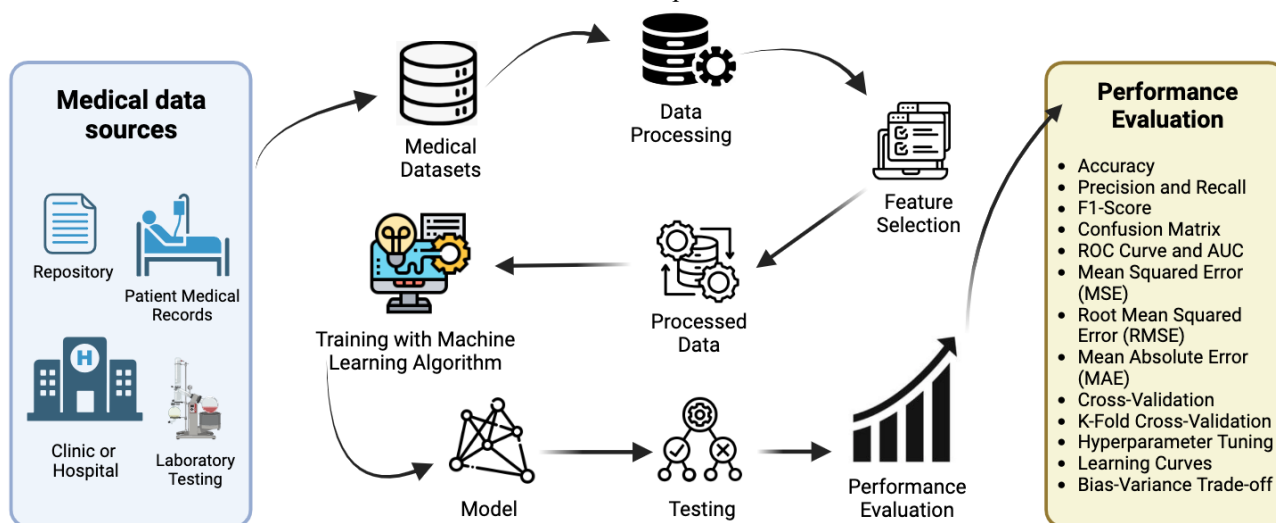 Medical data
sources
Repository
Patient Medical
Records
Clinic or
Hospital
Laboratory
Testing
Medical
Datasets
Data
Processing
Feature
Selection
Processed
Data
Training with Machine
Learning Algorithm
Model
Testing
Performance
Evaluation
Performance
Evaluation
• Accuracy
• Precision and Recall
• F1-Score
• Confusion Matrix
• ROC Curve and AUC
• Mean Squared Error
(MSE)
• Root Mean Squared
Error (RMSE)
• Mean Absolute Error
(MAE)
• Cross-Validation
• K-Fold Cross-Validation
• Hyperparameter Tuning
• Learning Curves
• Bias-Variance Trade-off